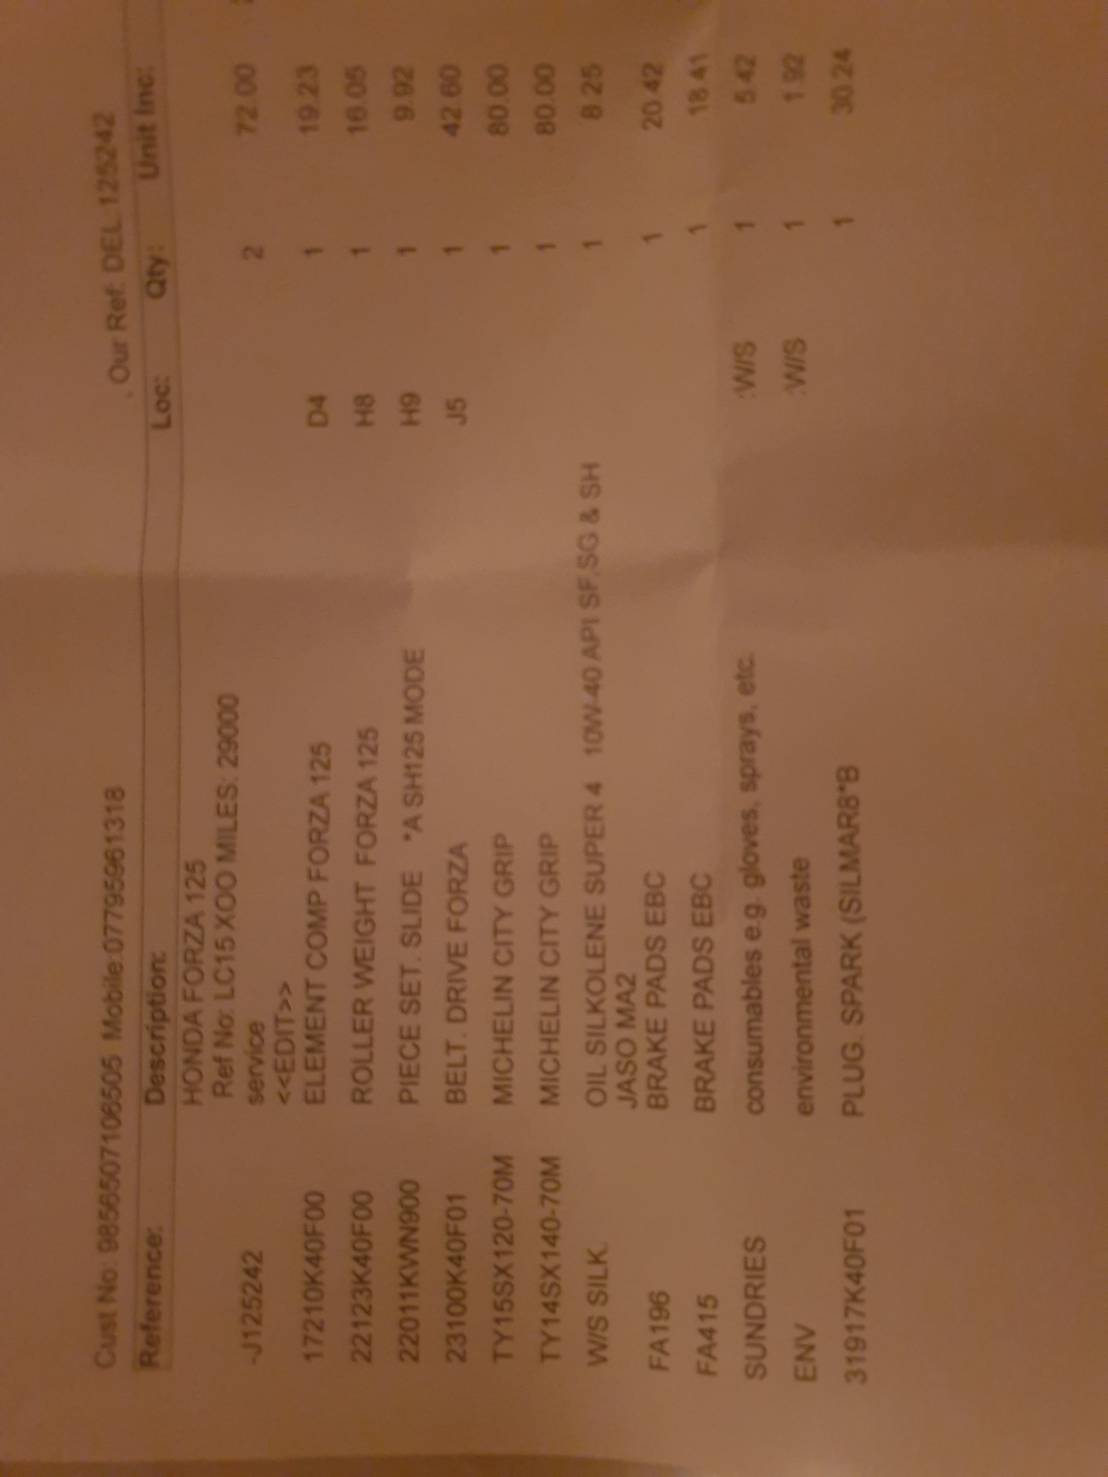 Cust No: 9856507106505 Mobile:07795961318 Our Ref: DEL 125242
Reference: Description: Loc: Qty: Unit Inc:
HONDA FORZA 125
Ref No: LC15 XOO MILES: 29000
-J125242 service 2 72.00
<<EDIT>>
17210K40F00 ELEMENT COMP FORZA 125 D4 1 19.23
22123K40F00 ROLLER WEIGHT FORZA 125 H8 1 16.05
22011KWN900 PIECE SET. SLIDE *A SH125 MODE H9 1 9.92
23100K40F01 BELT. DRIVE FORZA J5 1 42.60
TY15SX120-70M MICHELIN CITY GRIP 1 80.00
TY14SX140-70M MICHELIN CITY GRIP 1 80.00
W/S SILK. OIL SILKOLENE SUPER 4 10W-40 API SF,SG & SH 1 8.25
JASO MA2
FA196 BRAKE PADS EBC 1 20.42
FA415 BRAKE PADS EBC 1 18.41
SUNDRIES consumables e.g. gloves, sprays, etc. :W/S 1 5.42
ENV environmental waste :W/S 1 1.92
31917K40F01 PLUG. SPARK (SILMAR8*B 1 30.24